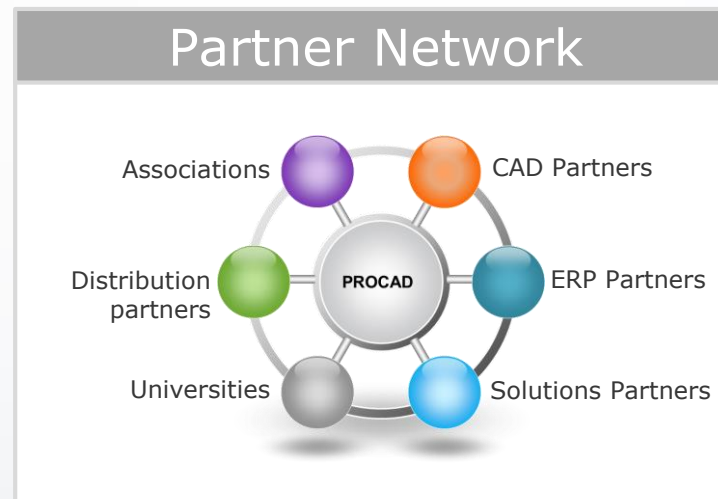 Partner Network
Associations
CAD Partners
Distribution
partners
PROCAD
ERP Partners
Universities
Solutions Partners